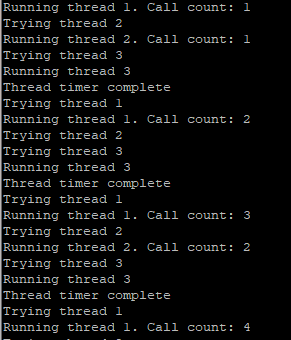 Running thread 1. Call count: 1
Trying thread 2
Running thread 2. Call count: 1
Trying thread 3
Running thread 3
Thread timer complete
Trying thread 1
Running thread 1. Call count: 2
Trying thread 2
Trying thread 3
Running thread 3
Thread timer complete
Trying thread 1
Running thread 1. Call count: 3
Trying thread 2
Running thread 2. Call count: 2
Trying thread 3
Running thread 3
Thread timer complete
Trying thread 1
Running thread 1. Call count: 4